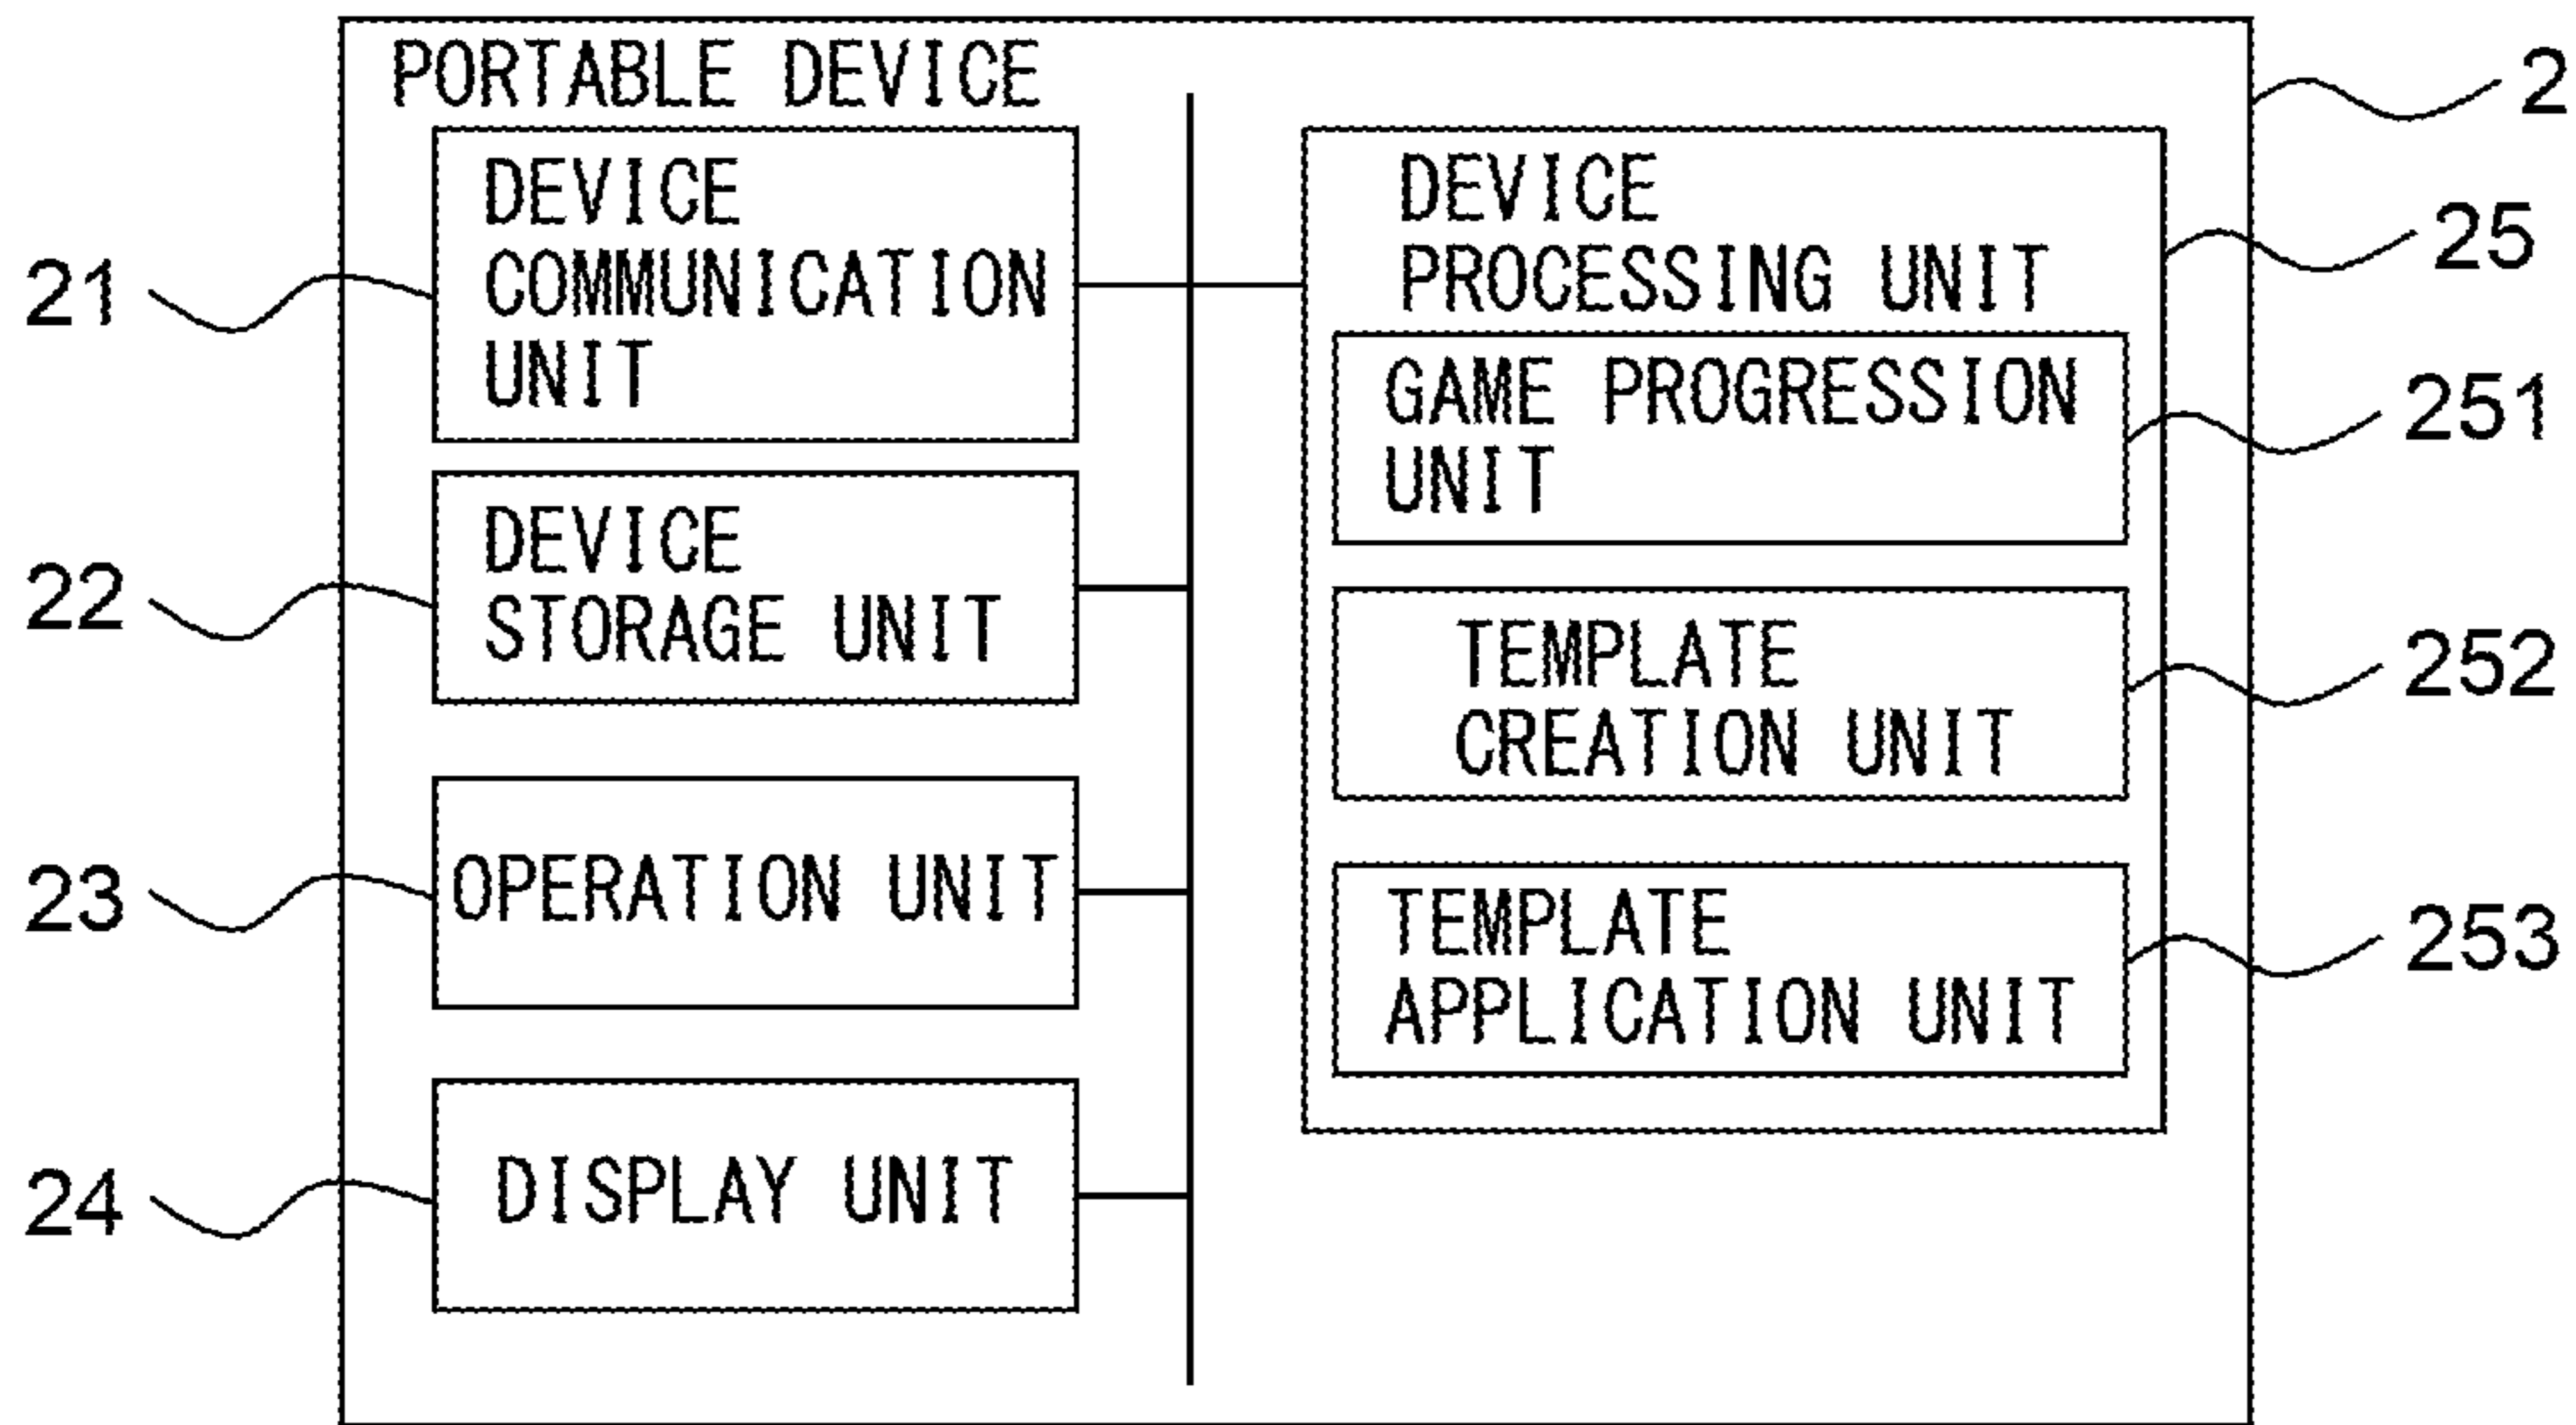 PORTABLE DEVICE
2
21
DEVICE
COMMUNICATION
UNIT
22
DEVICE
STORAGE UNIT
23
OPERATION UNIT
24
DISPLAY UNIT
DEVICE
PROCESSING UNIT
25
GAME PROGRESSION
UNIT
251
TEMPLATE
CREATION UNIT
252
TEMPLATE
APPLICATION UNIT
253